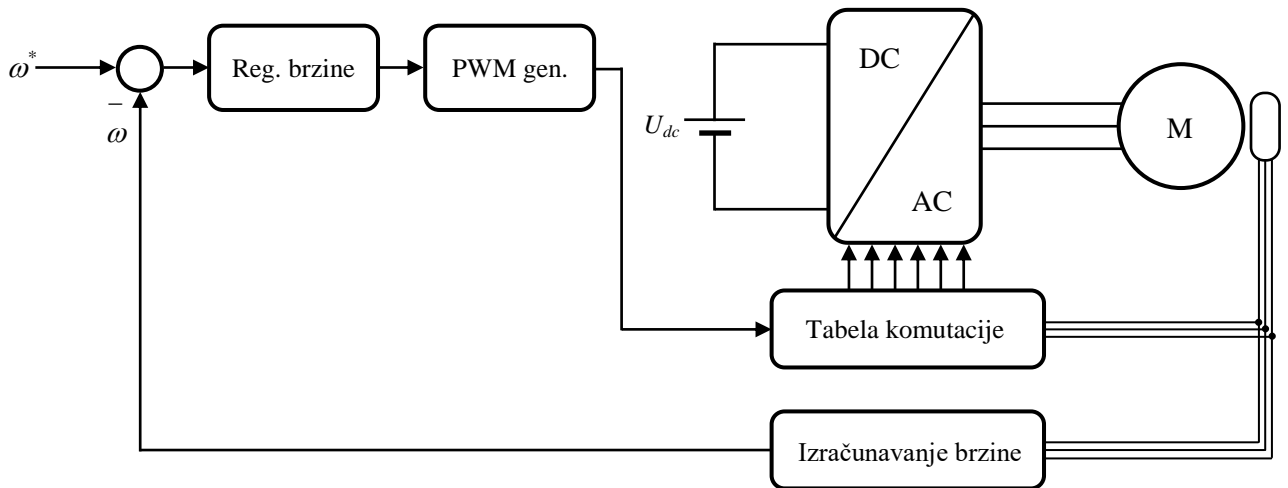 ω*
−
ω
Reg. brzine
PWM gen.
U_dc
DC
AC
M
Tabela komutacije
Izračunavanje brzine